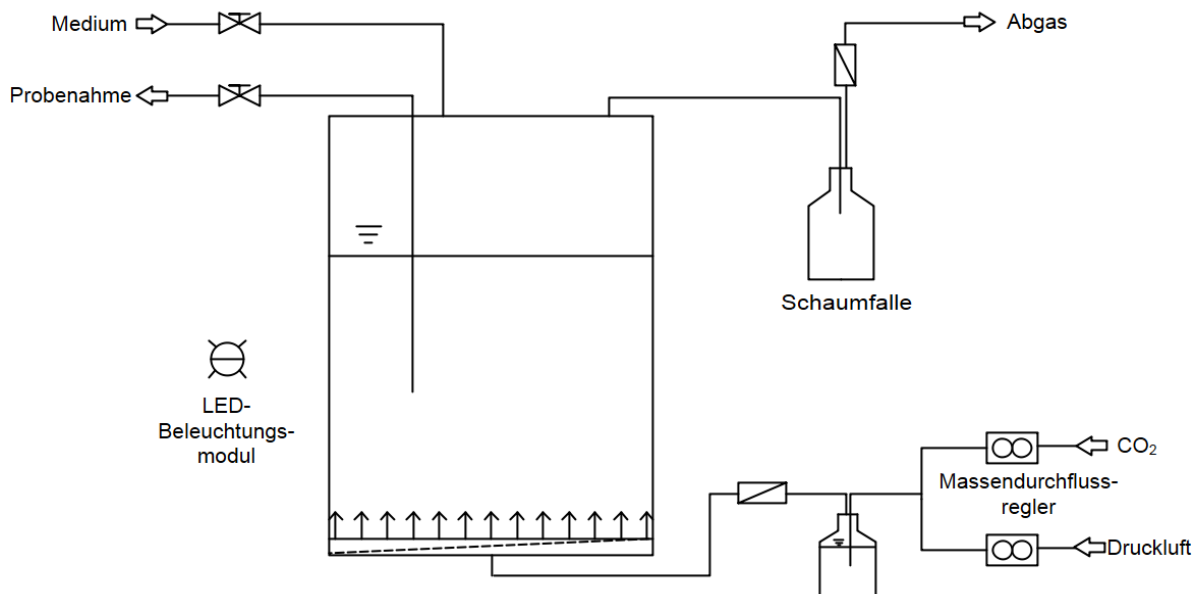 Medium
Abgas
Probenahme
Schaumfalle
LED-
Beleuchtungs-
modul
CO₂
Massendurchfluss-
regler
Druckluft